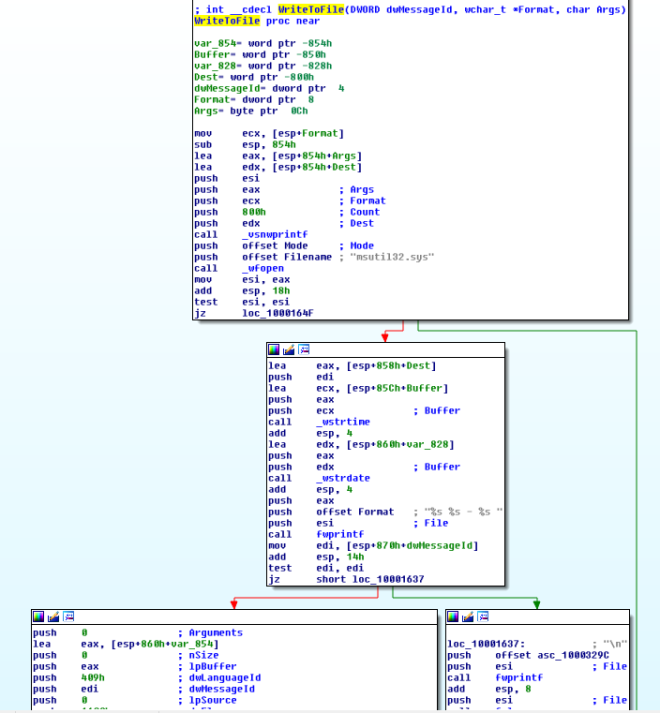 ; int __cdecl WriteToFile(DWORD dwMessageId, wchar_t *Format, char Args)
WriteToFile proc near
var_854= word ptr -854h
Buffer= word ptr -850h
var_828= word ptr -828h
Dest= word ptr -800h
dwMessageId= dword ptr  4
Format= dword ptr  8
Args= byte ptr  0Ch
mov     ecx, [esp+Format]
sub     esp, 854h
lea     eax, [esp+854h+Args]
lea     edx, [esp+854h+Dest]
push    esi
push    eax             ; Args
push    ecx             ; Format
push    800h            ; Count
push    edx             ; Dest
call    _vsnwprintf
push    offset Mode     ; Mode
push    offset Filename ; "msutil32.sys"
call    _wfopen
mov     esi, eax
add     esp, 18h
test    esi, esi
jz      loc_1000164F
lea     eax, [esp+858h+Dest]
push    edi
lea     ecx, [esp+85Ch+Buffer]
push    eax
push    ecx             ; Buffer
call    _wstrtime
add     esp, 4
lea     edx, [esp+860h+var_828]
push    eax
push    edx             ; Buffer
call    _wstrdate
add     esp, 4
push    eax
push    offset Format   ; "%s %s - %s "
push    esi             ; File
call    fwprintf
mov     edi, [esp+870h+dwMessageId]
add     esp, 14h
test    edi, edi
jz      short loc_10001637
push    0               ; Arguments
lea     eax, [esp+860h+var_854]
push    0               ; nSize
push    eax             ; lpBuffer
push    409h            ; dwLanguageId
push    edi             ; dwMessageId
push    0               ; lpSource
loc_10001637:           ; "\n"
push    offset asc_1000329C
push    esi             ; File
call    fwprintf
add     esp, 8
push    esi             ; File